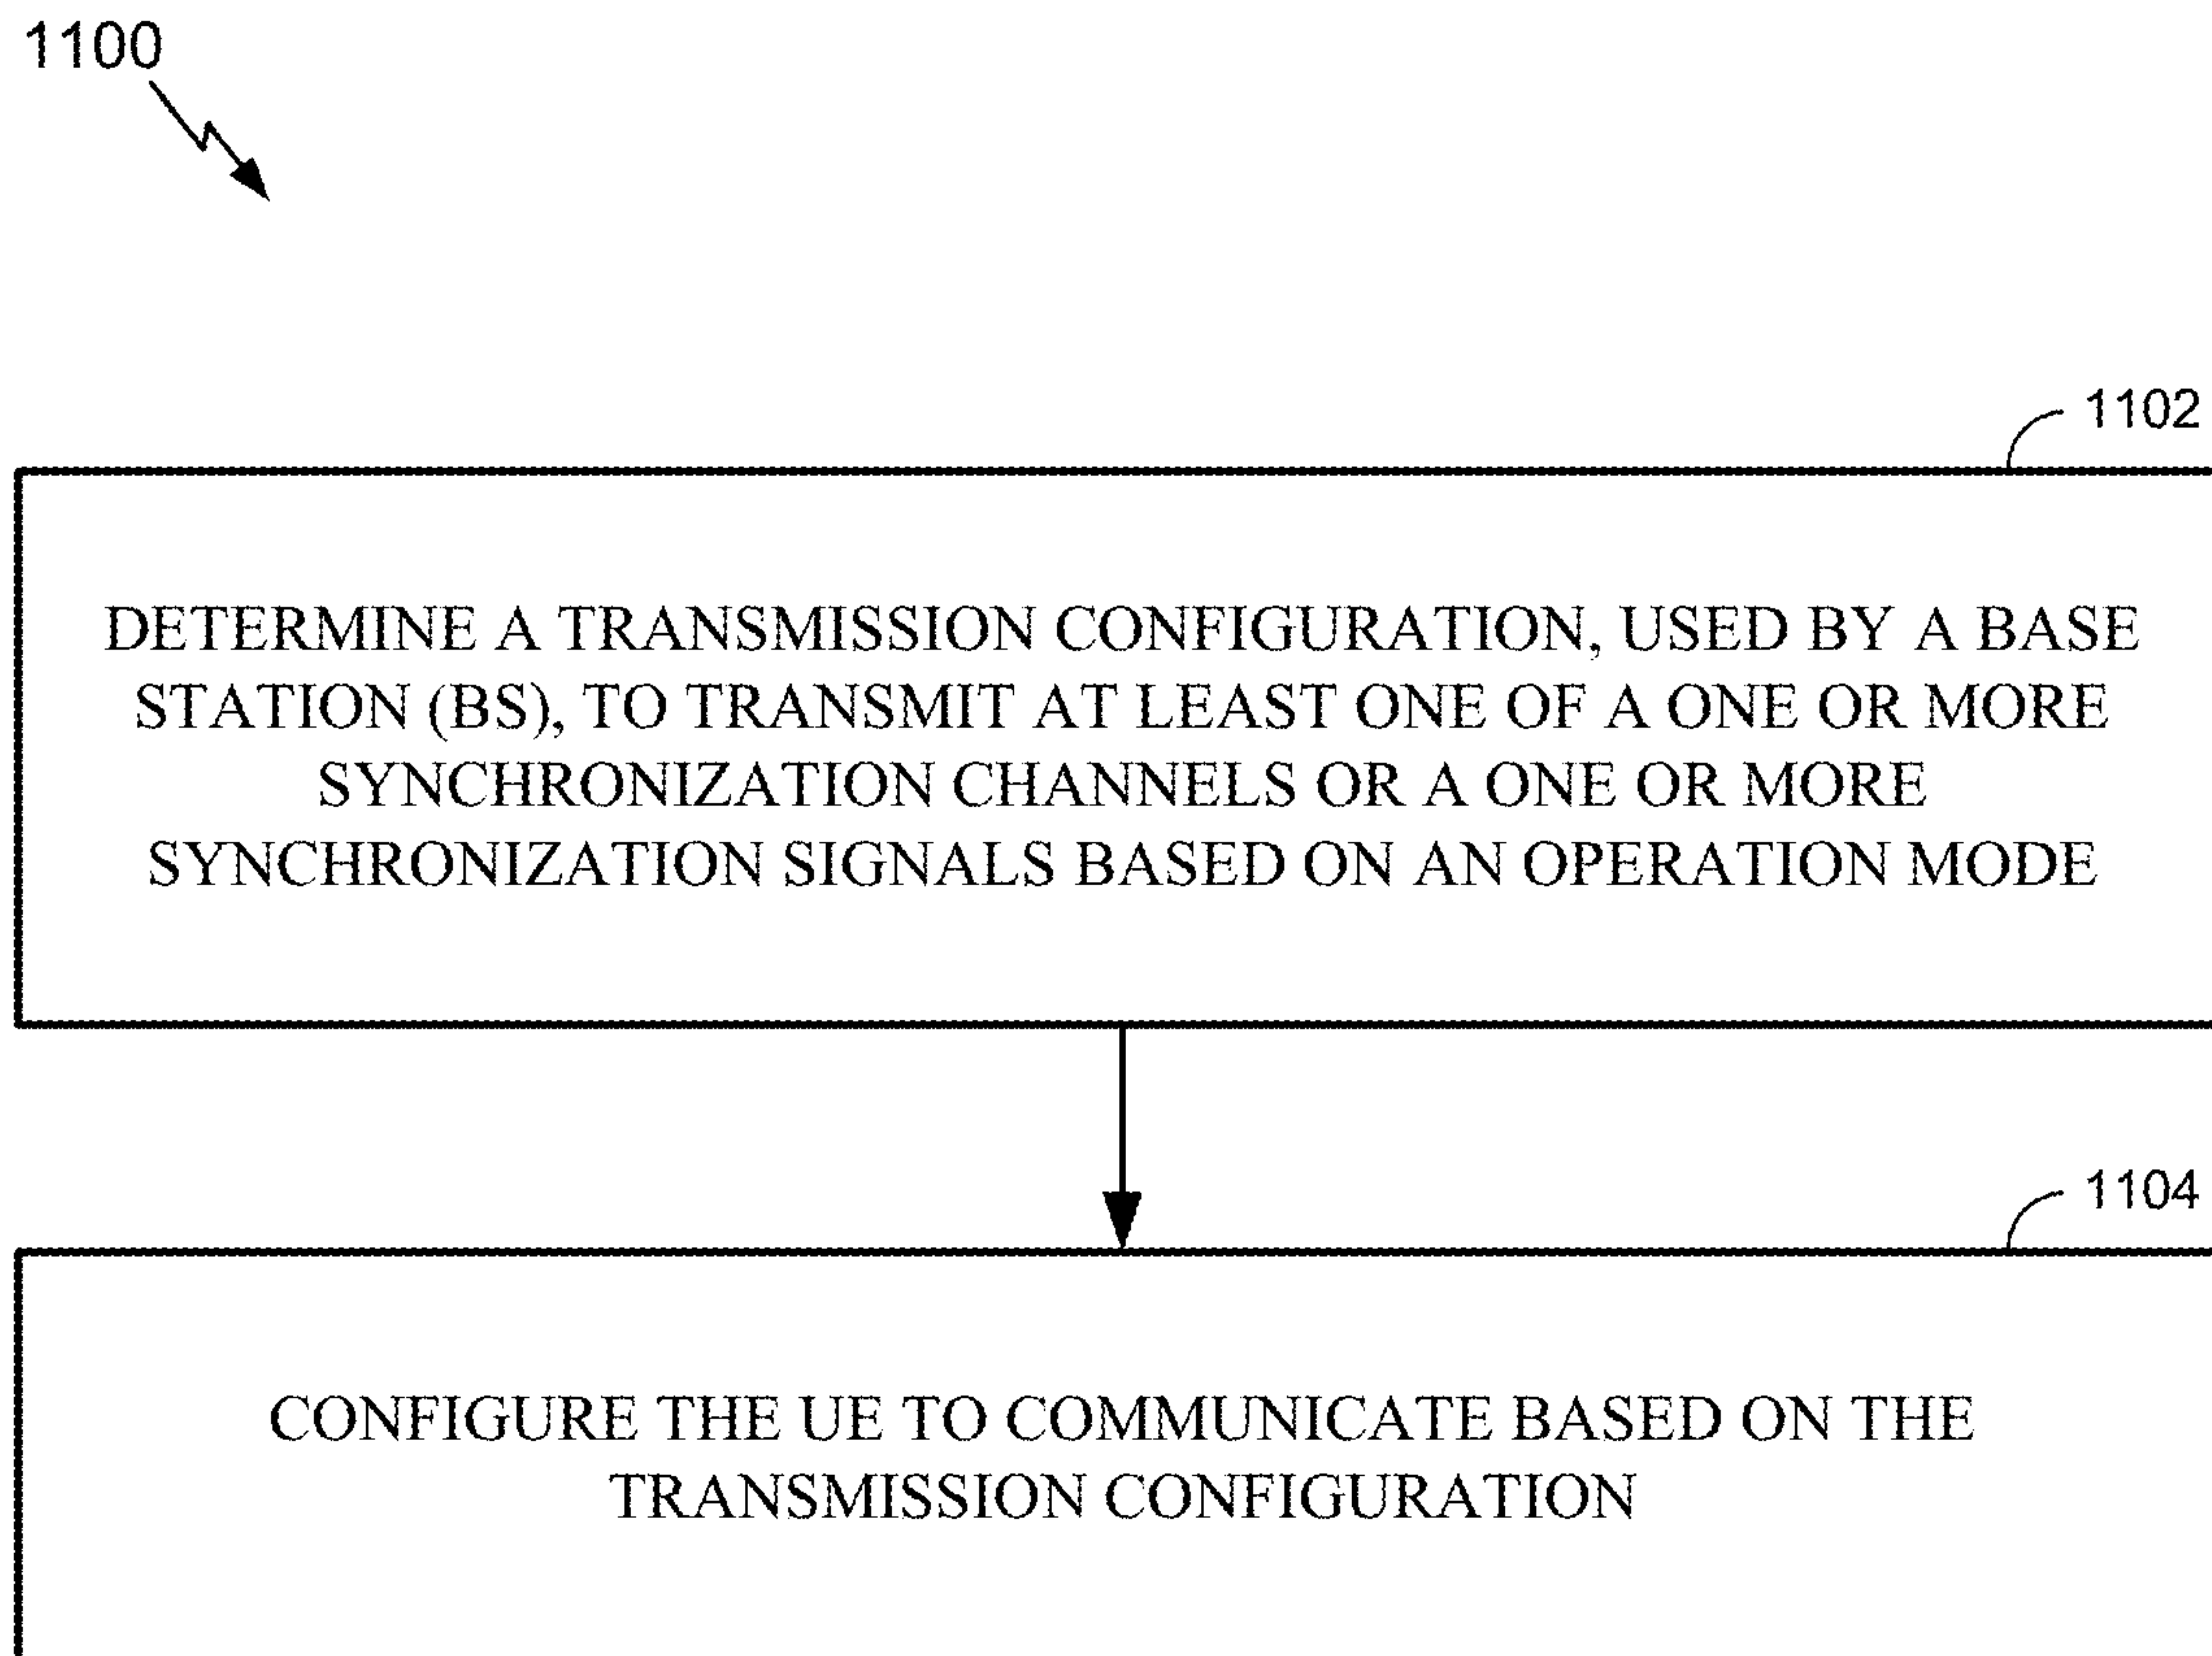 1100
1102
DETERMINE A TRANSMISSION CONFIGURATION, USED BY A BASE
STATION (BS), TO TRANSMIT AT LEAST ONE OF A ONE OR MORE
SYNCHRONIZATION CHANNELS OR A ONE OR MORE
SYNCHRONIZATION SIGNALS BASED ON AN OPERATION MODE
1104
CONFIGURE THE UE TO COMMUNICATE BASED ON THE
TRANSMISSION CONFIGURATION